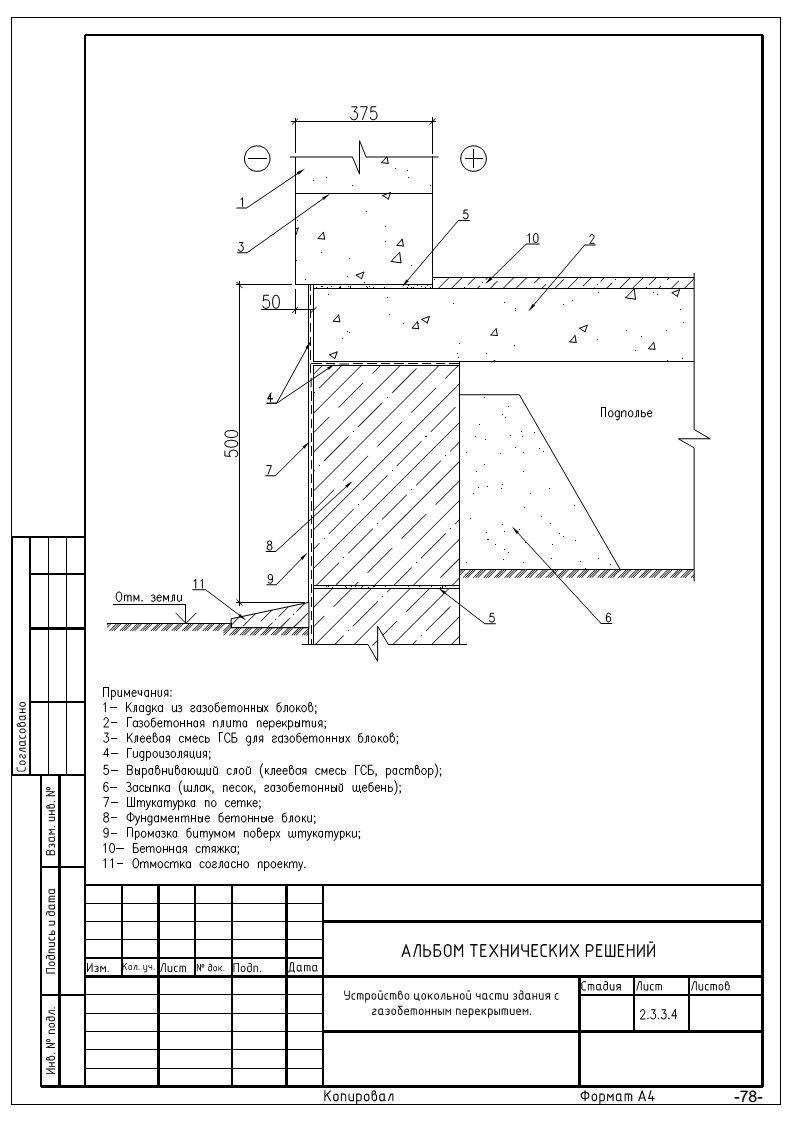 375
1
3
5
10
2
50
4
Подполье
500
7
8
9
11
Отм. земли
5
6
Примечания:
1– Кладка из газобетонных блоков;
2– Газобетонная плита перекрытия;
3– Клеевая смесь ГСБ для газобетонных блоков;
4– Гидроизоляция;
5– Выравнивающий слой (клеевая смесь ГСБ, раствор);
6– Засыпка (шлак, песок, газобетонный щебень);
7– Штукатурка по сетке;
8– Фундаментные бетонные блоки;
9– Промазка битумом поверх штукатурки;
10– Бетонная стяжка;
11– Отмостка согласно проекту.
Согласовано
Взам. инв. №
Подпись и дата
Инв. № подл.
АЛЬБОМ ТЕХНИЧЕСКИХ РЕШЕНИЙ
Изм. Кол. уч. Лист № док. Подп. Дата
Устройство цокольной части здания с
газобетонным перекрытием.
Стадия Лист Листов
2.3.3.4
Копировал Формат А4 -78-